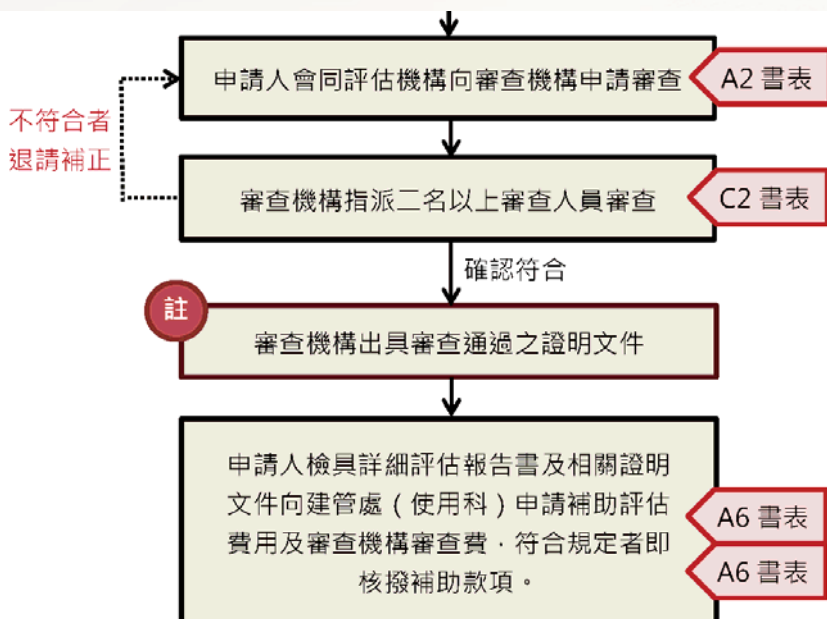 申請人會同評估機構向審查機構申請審查
A2 書表
不符合者
退請補正
審查機構指派二名以上審查人員審查
C2 書表
確認符合
註
審查機構出具審查通過之證明文件
申請人檢具詳細評估報告書及相關證明
文件向建管處（使用科）申請補助評估
費用及審查機構審查費，符合規定者即
核撥補助款項。
A6 書表
A6 書表